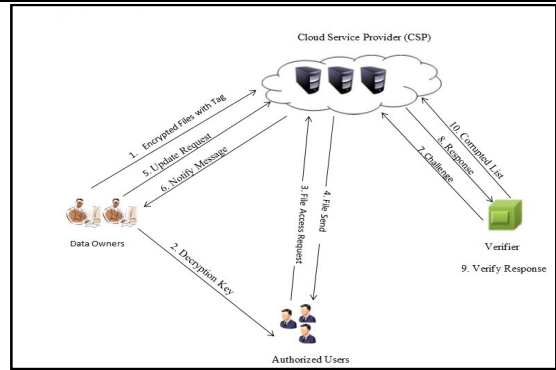 Cloud Service Provider (CSP)
1. Encrypted Files with Tag
5. Update Request
6. Notify Message
3. File Access Request
4. File Send
10. Corrupted List
8. Response
7. Challenge
Data Owners
2. Decryption Key
Verifier
9. Verify Response
Authorized Users